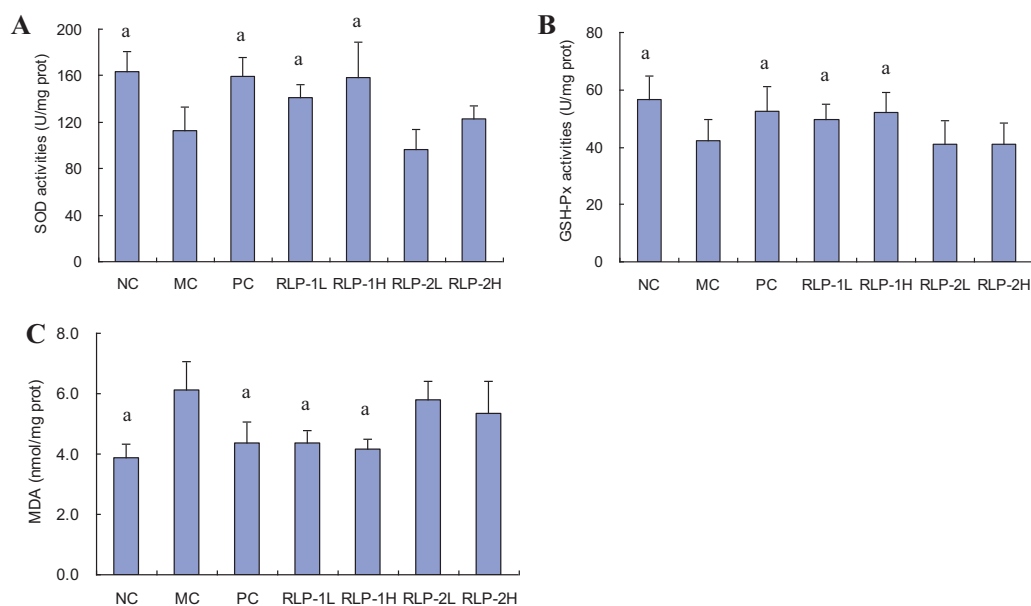 A
SOD activities (U/mg prot)
200
160
120
80
40
0
a
a
a
a
NC
MC
PC
RLP-1L
RLP-1H
RLP-2L
RLP-2H
B
GSH-Px activities (U/mg prot)
80
60
40
20
0
a
a
a
a
NC
MC
PC
RLP-1L
RLP-1H
RLP-2L
RLP-2H
C
MDA (nmol/mg prot)
8.0
6.0
4.0
2.0
0.0
a
a
a
a
NC
MC
PC
RLP-1L
RLP-1H
RLP-2L
RLP-2H